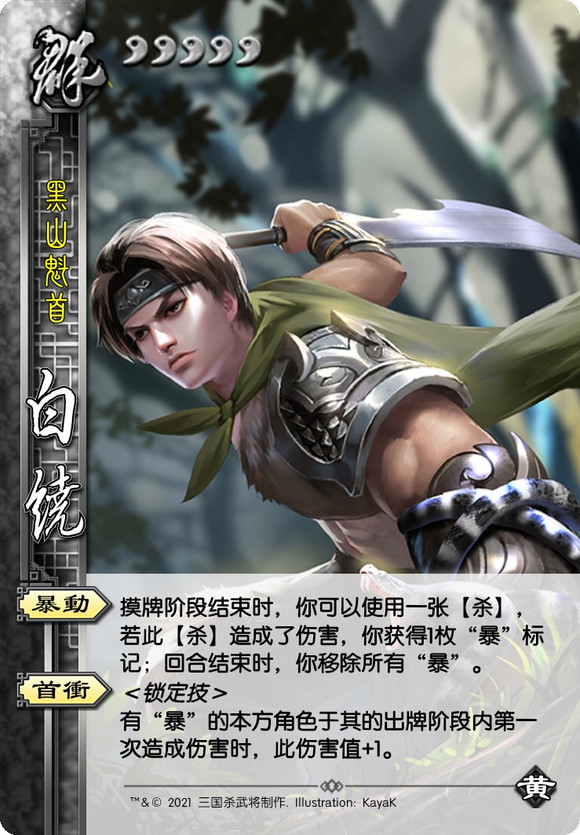 群
黑山魁首
白绕
暴動
摸牌阶段结束时，你可以使用一张【杀】，
若此【杀】造成了伤害，你获得1枚“暴”标
记；回合结束时，你移除所有“暴”。
首衝
＜锁定技＞
有“暴”的本方角色于其的出牌阶段内第一
次造成伤害时，此伤害值+1。
黄
™&© 2021 三国杀武将制作. Illustration: KayaK